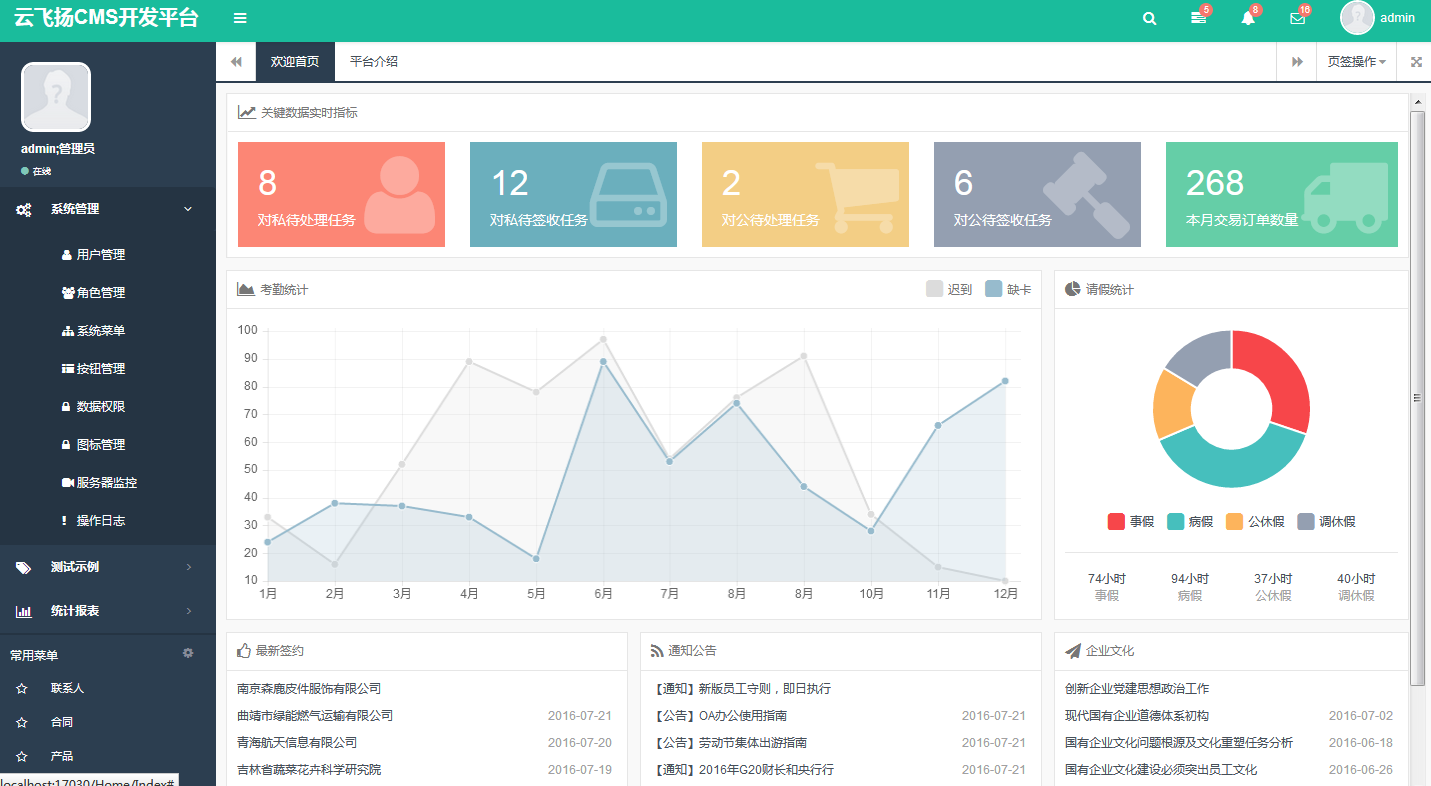 云飞扬CMS开发平台
5
8
16
admin
欢迎首页
平台介绍
页签操作
admin;管理员
在线
系统管理
用户管理
角色管理
系统菜单
按钮管理
数据权限
图标管理
服务器监控
操作日志
测试示例
统计报表
常用菜单
联系人
合同
产品
localhost:17030/Home/Index#
关键数据实时指标
8
对私待处理任务
12
对私待签收任务
2
对公待处理任务
6
对公待签收任务
268
本月交易订单数量
考勤统计
迟到
缺卡
100
90
80
70
60
50
40
30
20
10
1月 2月 3月 4月 5月 6月 7月 8月 8月 10月 11月 12月
请假统计
事假 病假 公休假 调休假
74小时 94小时 37小时 40小时
事假 病假 公休假 调休假
最新签约
南京森鹿皮件服饰有限公司
曲靖市绿能燃气运输有限公司 2016-07-21
青海航天信息有限公司 2016-07-20
吉林省蔬菜花卉科学研究院 2016-07-19
通知公告
【通知】新版员工守则，即日执行
【公告】OA办公使用指南 2016-07-21
【公告】劳动节集体出游指南 2016-07-21
【通知】2016年G20财长和央行行 2016-07-21
企业文化
创新企业党建思想政治工作
现代国有企业道德体系初构 2016-07-02
国有企业文化问题根源及文化重塑任务分析 2016-06-18
国有企业文化建设必须突出员工文化 2016-06-26